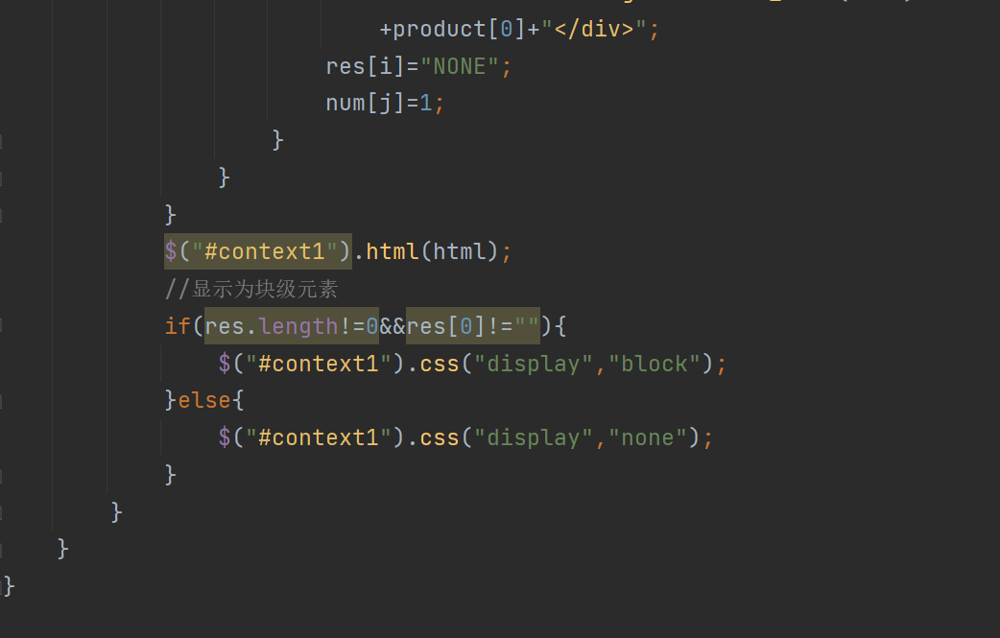 +product[0]+"</div>";
res[i]="NONE";
num[j]=1;
}
}
}
$("#context1").html(html);
//显示为块级元素
if(res.length!=0&&res[0]!=""){
$("#context1").css("display","block");
}else{
$("#context1").css("display","none");
}
}
}
}